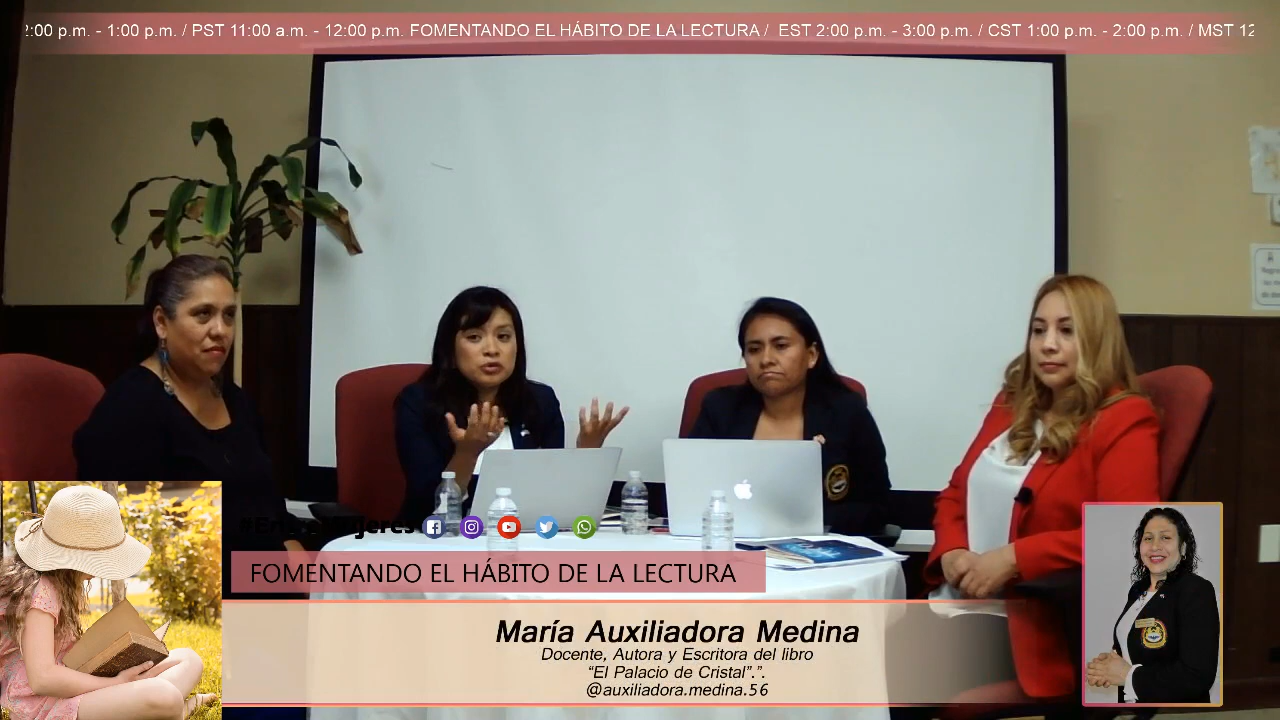 2:00 p.m. - 1:00 p.m. / PST 11:00 a.m. - 12:00 p.m. FOMENTANDO EL HÁBITO DE LA LECTURA / EST 2:00 p.m. - 3:00 p.m. / CST 1:00 p.m. - 2:00 p.m. / MST 12
#EntreMujeres
FOMENTANDO EL HÁBITO DE LA LECTURA
María Auxiliadora Medina
Docente, Autora y Escritora del libro
“El Palacio de Cristal”.”.
@auxiliadora.medina.56